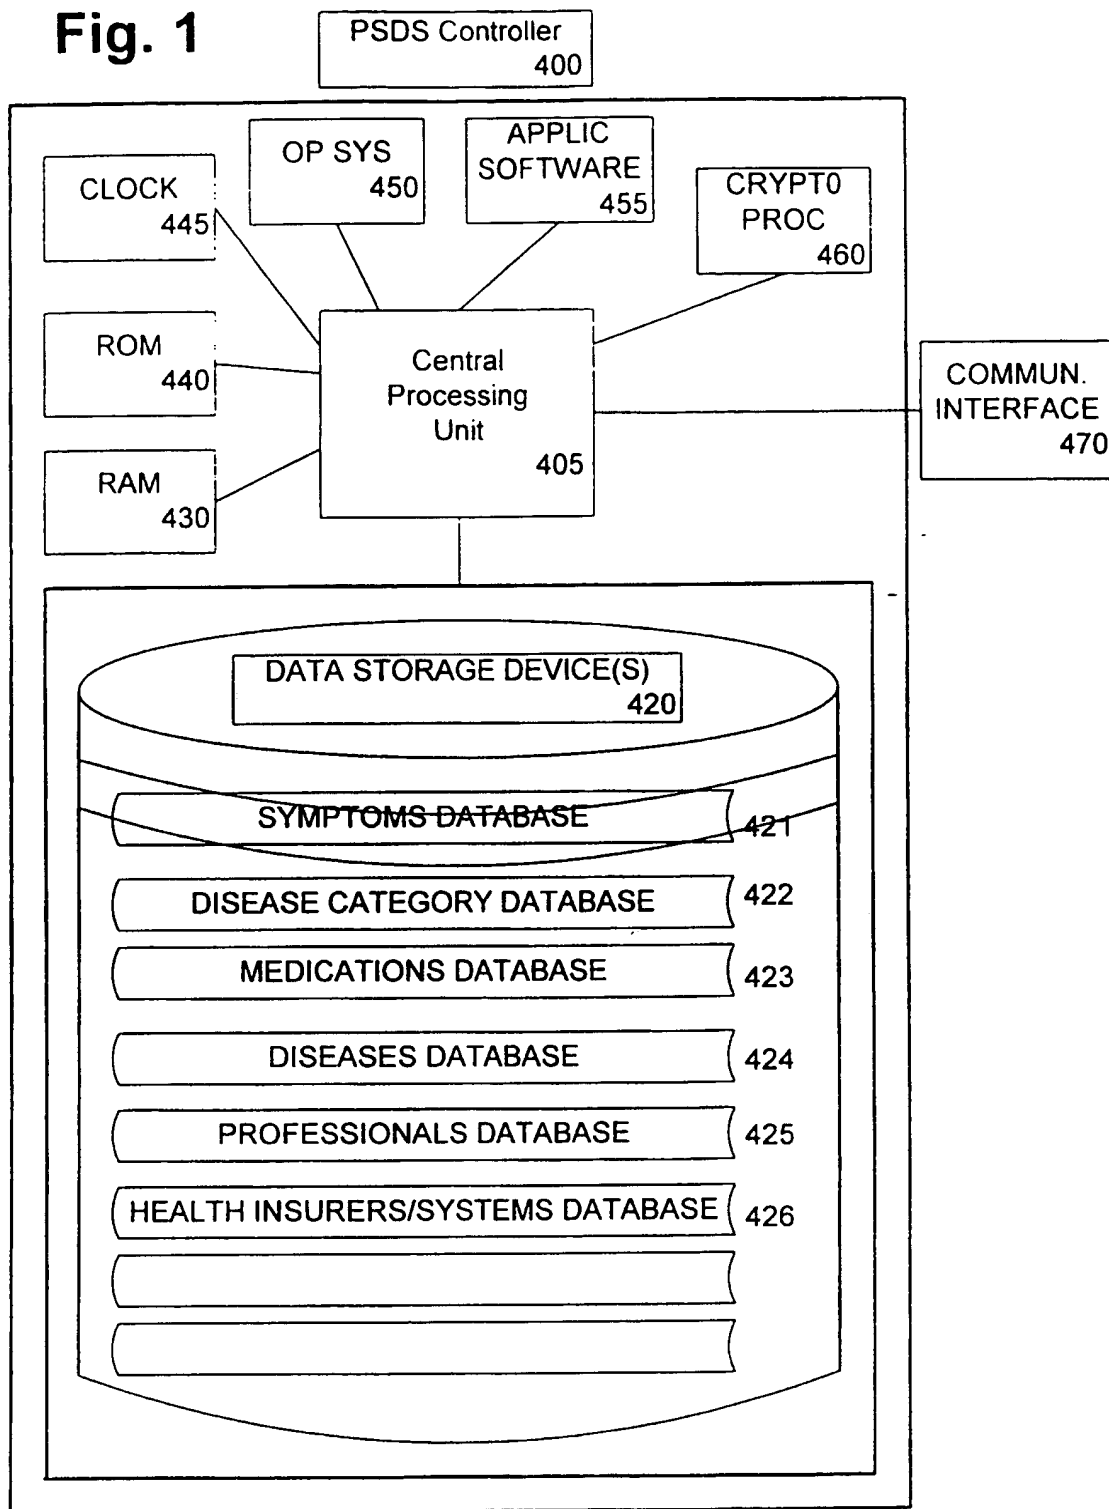 Fig. 1
PSDS Controller
400
CLOCK
445
OP SYS
450
APPLIC
SOFTWARE
455
CRYPT0
PROC
460
ROM
440
Central
Processing
Unit
405
COMMUN.
INTERFACE
470
RAM
430
DATA STORAGE DEVICE(S)
420
SYMPTOMS DATABASE
421
DISEASE CATEGORY DATABASE
422
MEDICATIONS DATABASE
423
DISEASES DATABASE
424
PROFESSIONALS DATABASE
425
HEALTH INSURERS/SYSTEMS DATABASE
426